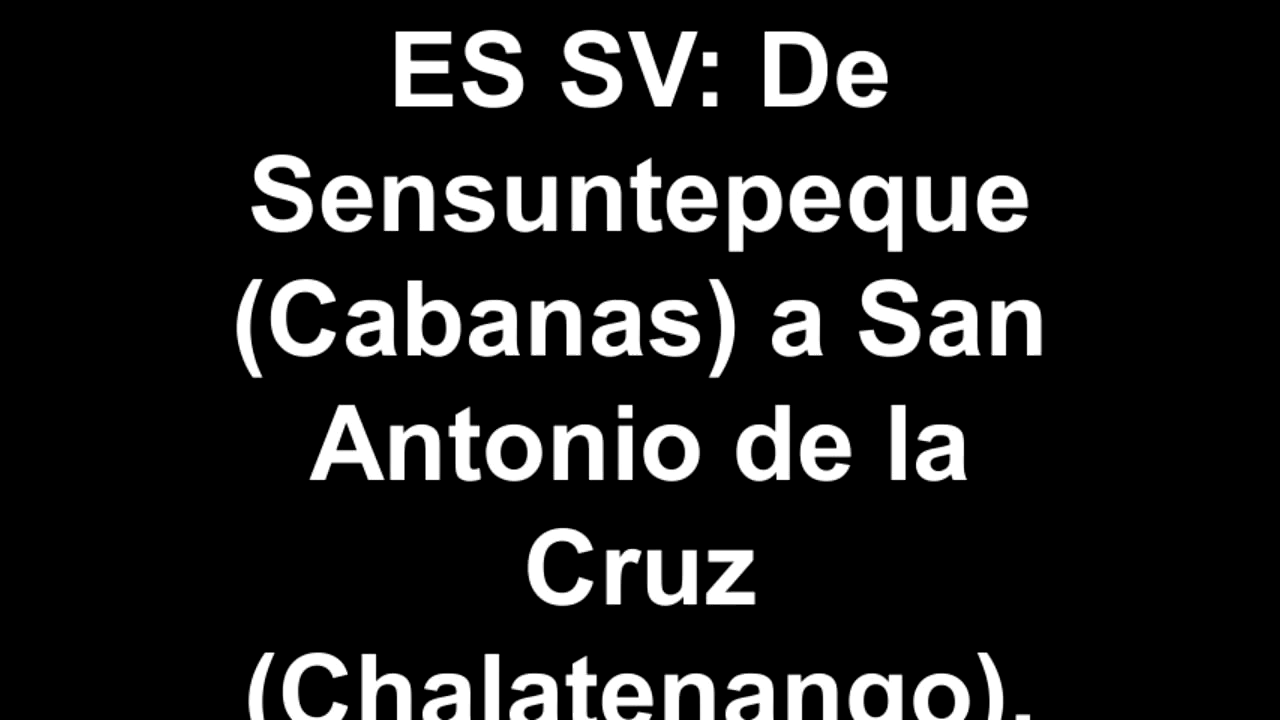 ES SV: De
Sensuntepeque
(Cabanas) a San
Antonio de la
Cruz
(Chalatenango).